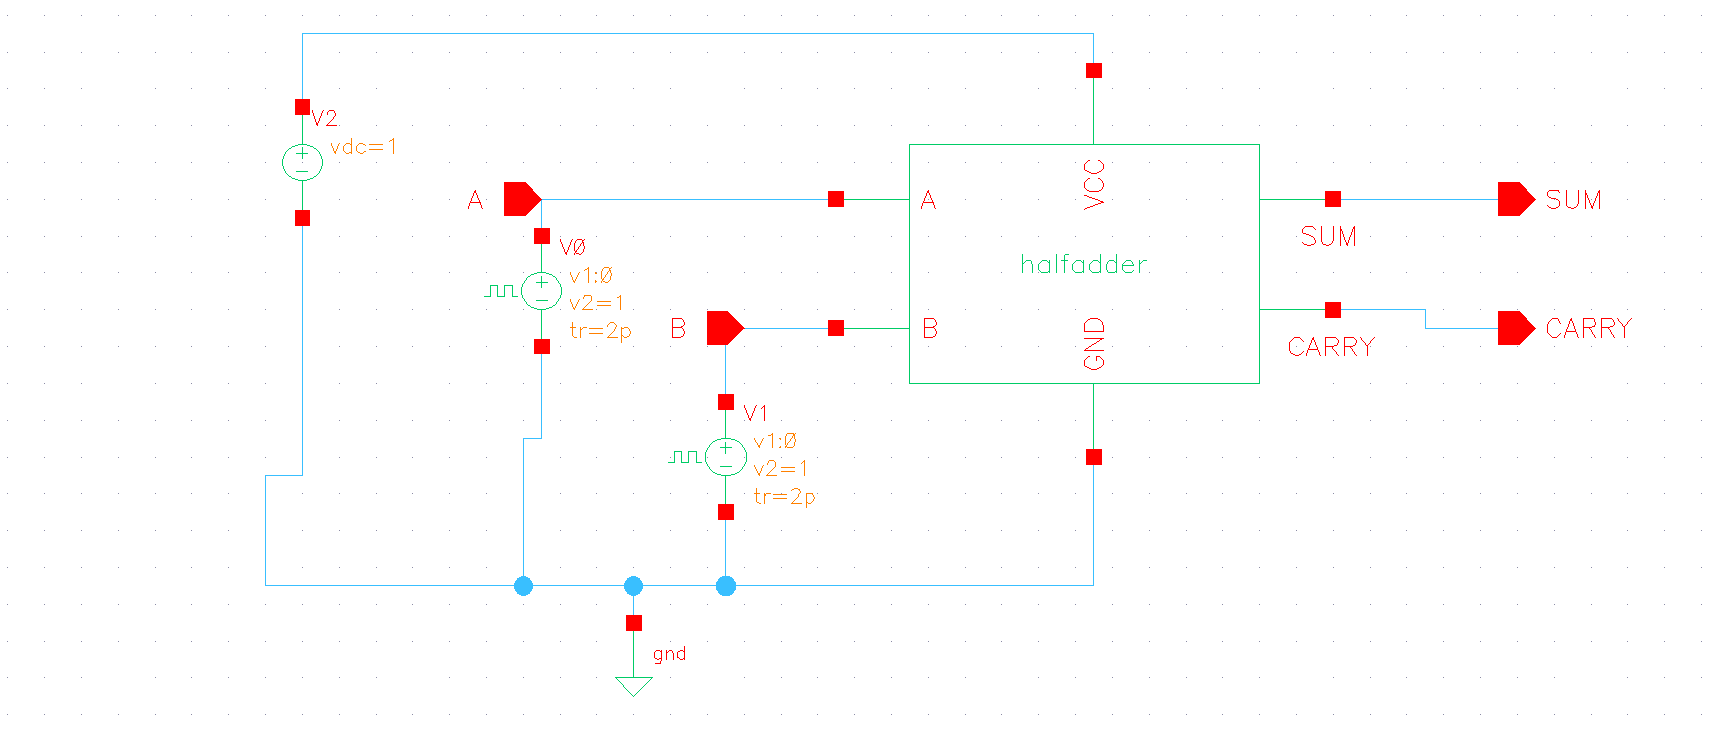 V2
vdc=1
A
VØ
v1:Ø
v2=1
tr=2p
B
V1
v1:Ø
v2=1
tr=2p
A
B
VCC
halfadder
GND
SUM
CARRY
SUM
CARRY
gnd